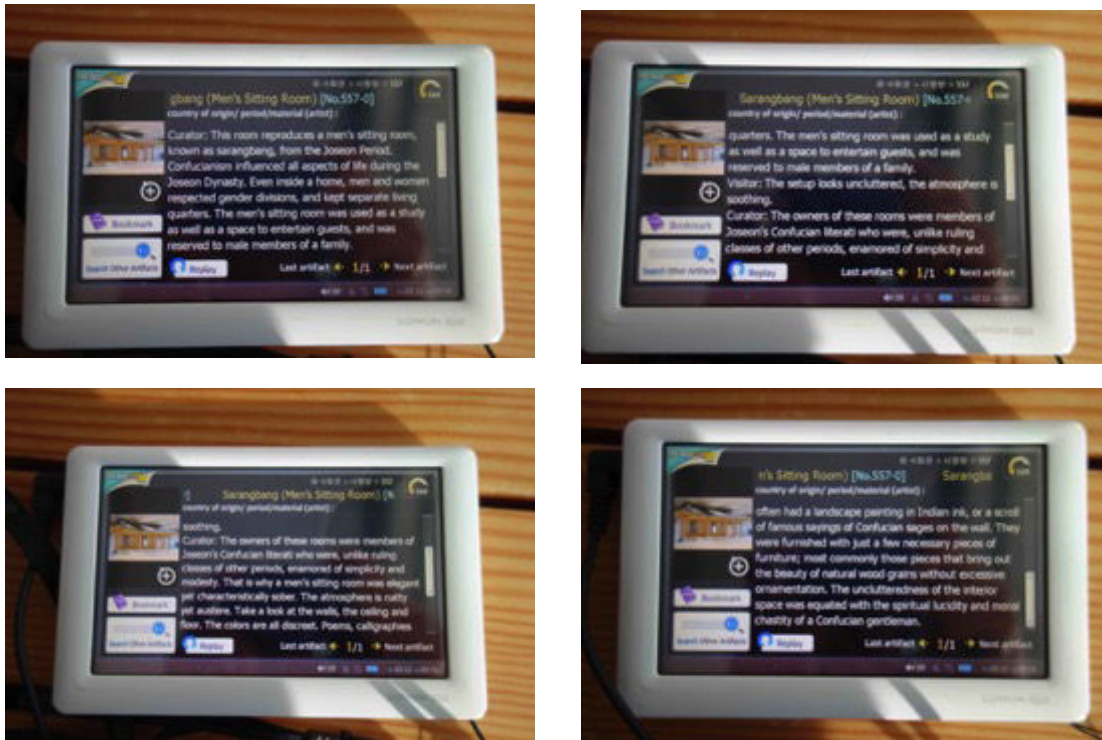 gbang (Men's Sitting Room) [No.557-0]
country of origin/ period/material (artist) :
Curator: This room reproduces a men's sitting room,
known as sarangbang, from the Joseon Period.
Confucianism influenced all aspects of life during the
Joseon Dynasty. Even inside a home, men and women
respected gender divisions, and kept separate living
quarters. The men's sitting room was used as a study
as well as a space to entertain guests, and was
reserved to male members of a family.
Bookmark
Search Other Artifacts
Replay
Last artifact 1/1 Next artifact
Sarangbang (Men's Sitting Room) [No.557-
country of origin/ period/material (artist) :
quarters. The men's sitting room was used as a study
as well as a space to entertain guests, and was
reserved to male members of a family.
Visitor: The setup looks uncluttered, the atmosphere is
soothing.
Curator: The owners of these rooms were members of
Joseon's Confucian literati who were, unlike ruling
classes of other periods, enamored of simplicity and
Bookmark
Search Other Artifacts
Replay
Last artifact 1/1 Next artifact
Sarangbang (Men's Sitting Room) [N
country of origin/ period/material (artist) :
soothing.
Curator: The owners of these rooms were members of
Joseon's Confucian literati who were, unlike ruling
classes of other periods, enamored of simplicity and
modesty. That is why a men's sitting room was elegant
yet characteristically sober. The atmosphere is natty
yet austere. Take a look at the walls, the ceiling and
floor. The colors are all discreet. Poems, calligraphies
Bookmark
Search Other Artifacts
Replay
Last artifact 1/1 Next artifact
n's Sitting Room) [No.557-0] Sarangba
country of origin/ period/material (artist) :
often had a landscape painting in Indian ink, or a scroll
of famous sayings of Confucian sages on the wall. They
were furnished with just a few necessary pieces of
furniture; most commonly those pieces that bring out
the beauty of natural wood grains without excessive
ornamentation. The unclutteredness of the interior
space was equated with the spiritual lucidity and moral
chastity of a Confucian gentleman.
Bookmark
Search Other Artifacts
Replay
Last artifact 1/1 Next artifact